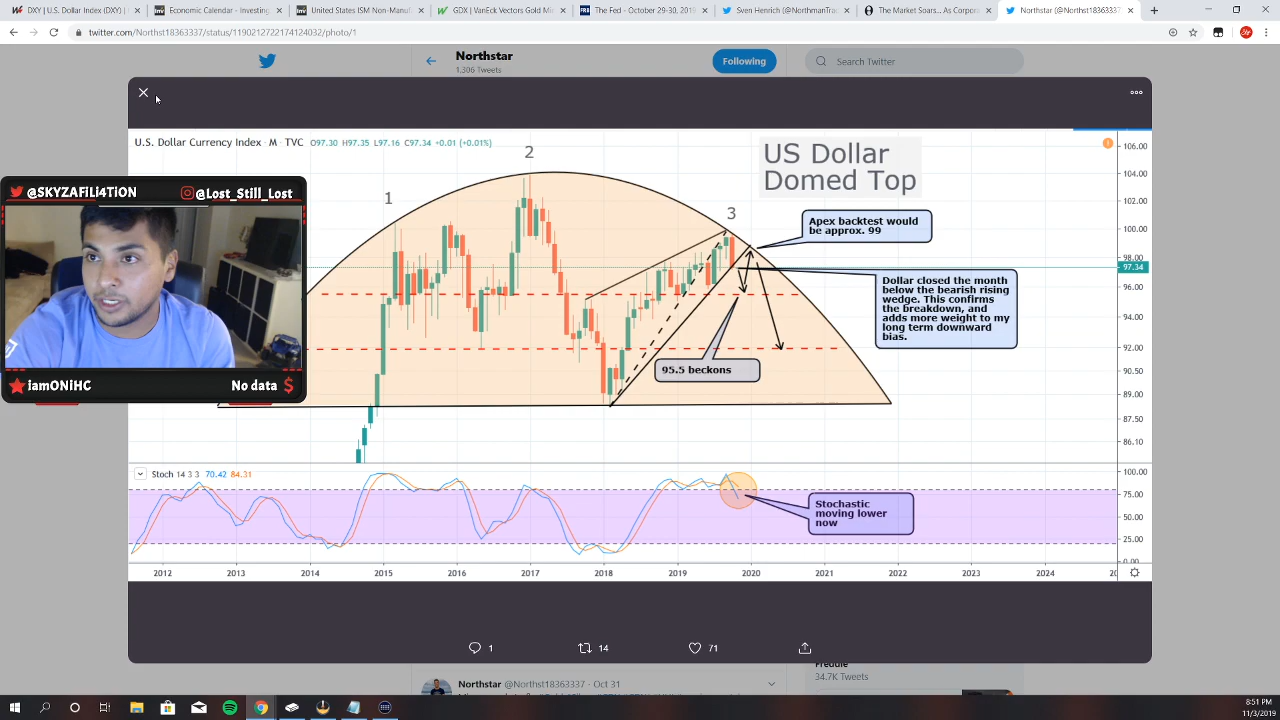 DXY | U.S. Dollar Index (DXY) | 
Economic Calendar - Investing
United States ISM Non-Manuf
GDX | VanEck Vectors Gold Min
The Fed - October 29-30, 2019
Sven Henrich (@NorthmanTrad
The Market Soars... As Corpora
Northstar (@Northst18363337)
twitter.com/Northst18363337/status/1190212722174124032/photo/1
Northstar
1,306 Tweets
Following
Search Twitter
U.S. Dollar Currency Index · M · TVC O97.30 H97.35 L97.16 C97.34 +0.01 (+0.01%)
US Dollar
Domed Top
1
2
3
Apex backtest would
be approx. 99
Dollar closed the month
below the bearish rising
wedge. This confirms
the breakdown, and
adds more weight to my
long term downward
bias.
95.5 beckons
106.00
104.00
102.00
100.00
98.00
97.34
96.00
94.00
92.00
90.50
89.00
87.50
86.10
@SKYZAFiLi4TiON
@Lost_Still_Lost
iamONiHC
No data $
Stoch 14 3 3 70.42 84.31
Stochastic
moving lower
now
100.00
75.00
50.00
25.00
0.00
2012 2013 2014 2015 2016 2017 2018 2019 2020 2021 2022 2023 2024
1 14 71
Northstar @Northst18363337 · Oct 31
Freddie
34.7K Tweets
8:51 PM
11/3/2019